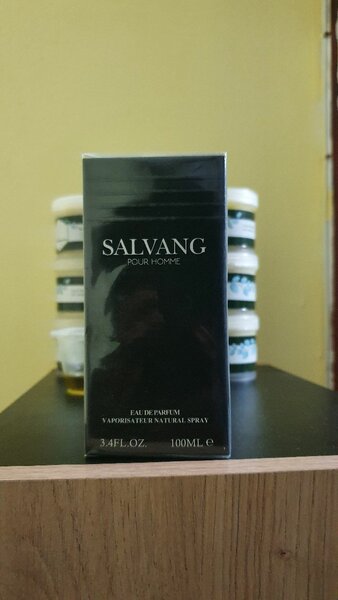 SALVANG
POUR HOMME
EAU DE PARFUM
VAPORISATEUR NATURAL SPRAY
3.4FL.OZ. 100ML ℮